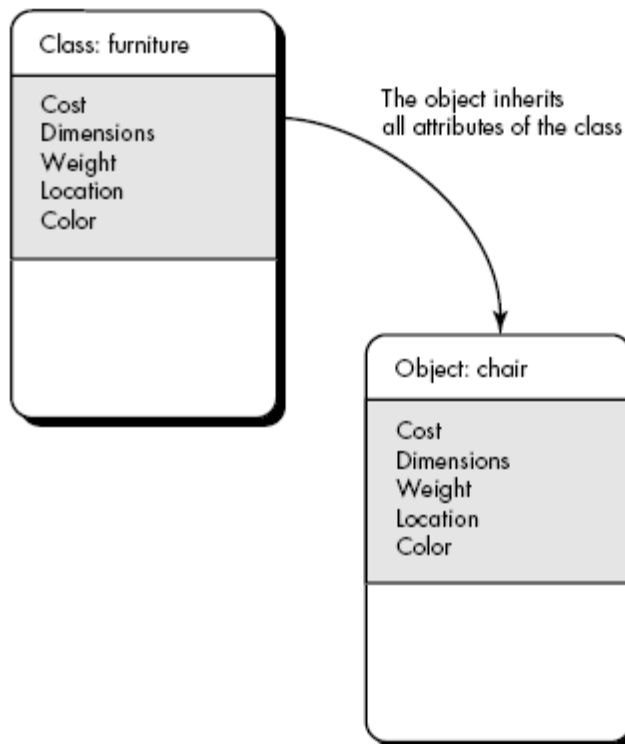 Class: furniture
Cost
Dimensions
Weight
Location
Color
The object inherits
all attributes of the class
Object: chair
Cost
Dimensions
Weight
Location
Color